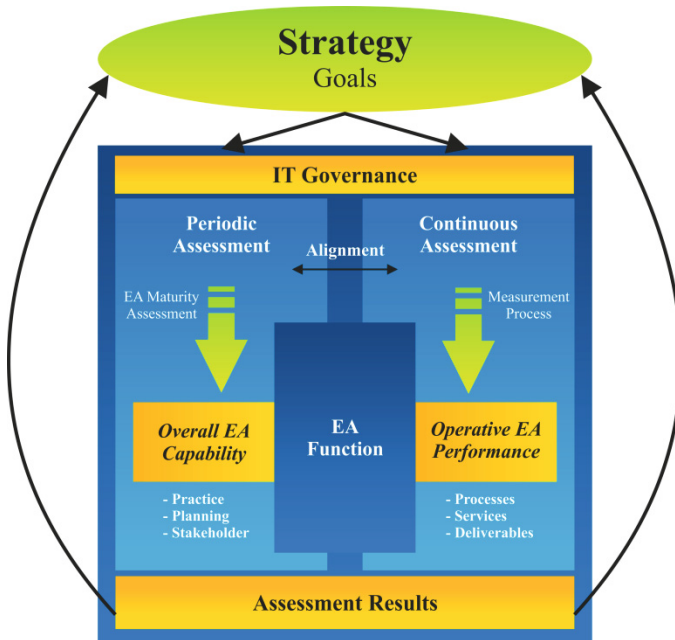 Strategy
Goals
IT Governance
Periodic
Assessment
Alignment
Continuous
Assessment
EA Maturity
Assessment
Measurement
Process
Overall EA
Capability
EA
Function
Operative EA
Performance
- Practice
- Planning
- Stakeholder
- Processes
- Services
- Deliverables
Assessment Results